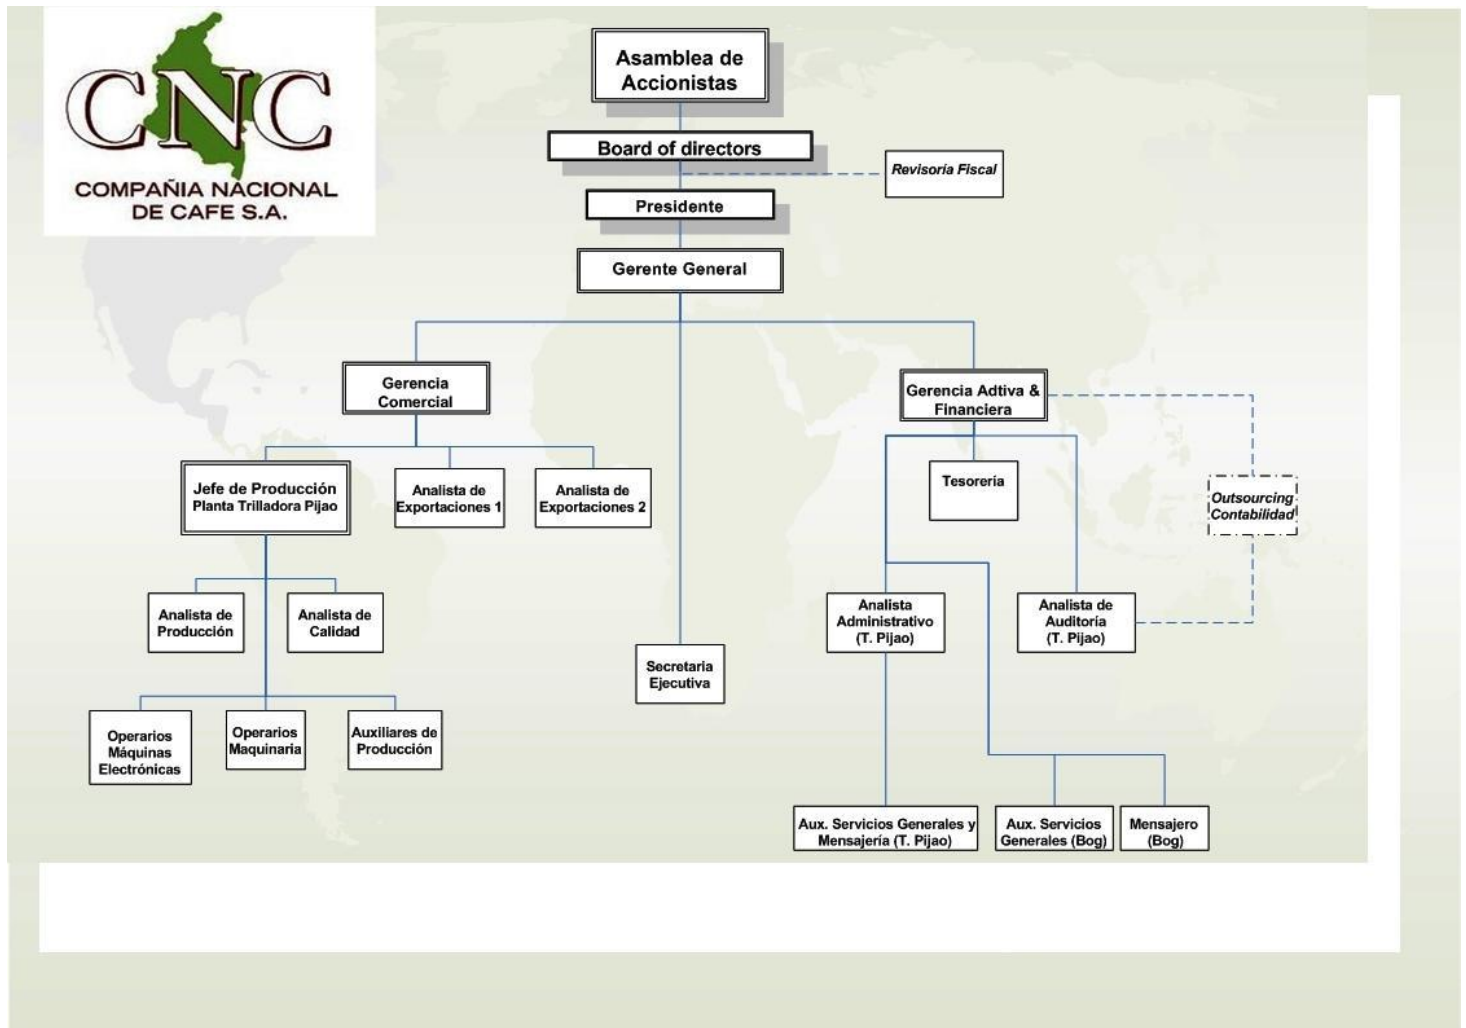 CNC
COMPAÑIA NACIONAL
DE CAFE S.A.
Asamblea de
Accionistas
Board of directors
Revisoría Fiscal
Presidente
Gerente General
Gerencia
Comercial
Gerencia Adtiva &
Financiera
Jefe de Producción
Planta Trilladora Pijao
Analista de
Exportaciones 1
Analista de
Exportaciones 2
Tesorería
Outsourcing
Contabilidad
Analista de
Producción
Analista de
Calidad
Analista
Administrativo
(T. Pijao)
Analista de
Auditoría
(T. Pijao)
Secretaria
Ejecutiva
Operarios
Máquinas
Electrónicas
Operarios
Maquinaria
Auxiliares de
Producción
Aux. Servicios Generales y
Mensajería (T. Pijao)
Aux. Servicios
Generales (Bog)
Mensajero
(Bog)